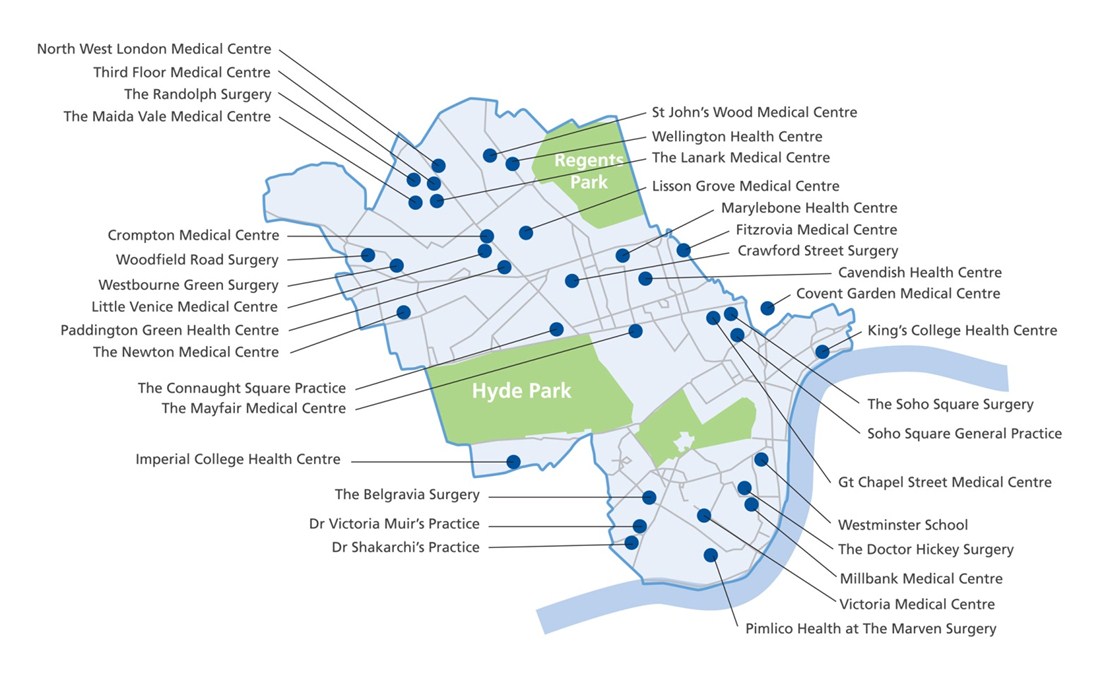 North West London Medical Centre
Third Floor Medical Centre
The Randolph Surgery
The Maida Vale Medical Centre
St John's Wood Medical Centre
Wellington Health Centre
The Lanark Medical Centre
Regents
Park
Lisson Grove Medical Centre
Marylebone Health Centre
Fitzrovia Medical Centre
Crawford Street Surgery
Cavendish Health Centre
Covent Garden Medical Centre
King's College Health Centre
Crompton Medical Centre
Woodfield Road Surgery
Westbourne Green Surgery
Little Venice Medical Centre
Paddington Green Health Centre
The Newton Medical Centre
The Connaught Square Practice
The Mayfair Medical Centre
Hyde Park
The Soho Square Surgery
Soho Square General Practice
Gt Chapel Street Medical Centre
Imperial College Health Centre
The Belgravia Surgery
Dr Victoria Muir's Practice
Dr Shakarchi's Practice
Westminster School
The Doctor Hickey Surgery
Millbank Medical Centre
Victoria Medical Centre
Pimlico Health at The Marven Surgery